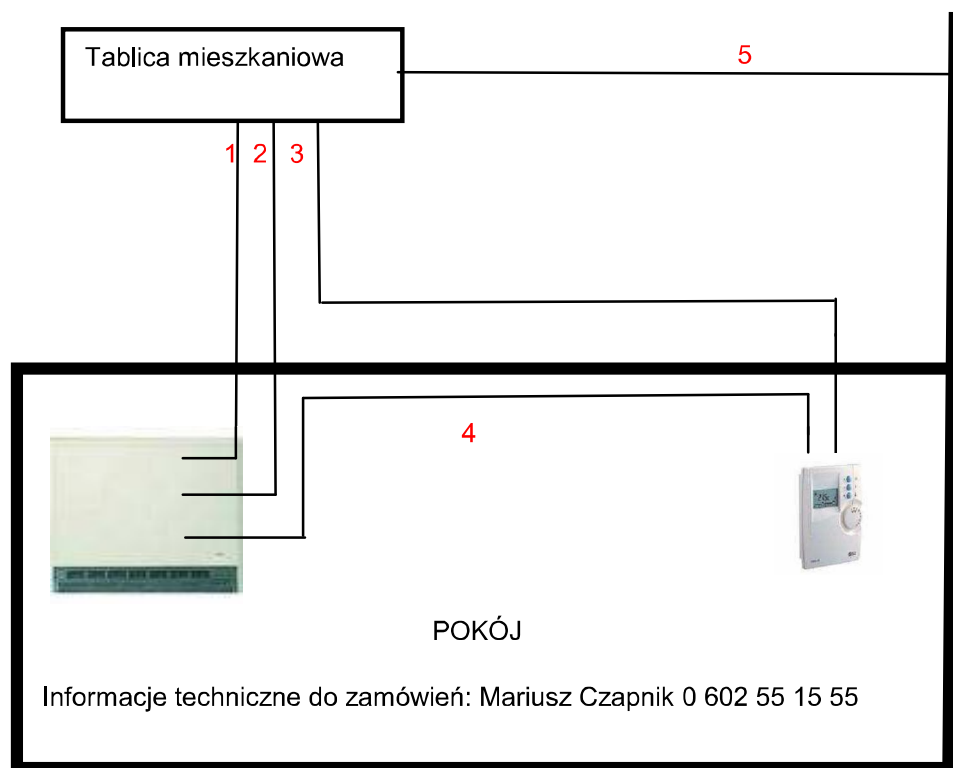 Tablica mieszkaniowa
5
1 2 3
4
POKÓJ
Informacje techniczne do zamówień: Mariusz Czapnik 0 602 55 15 55